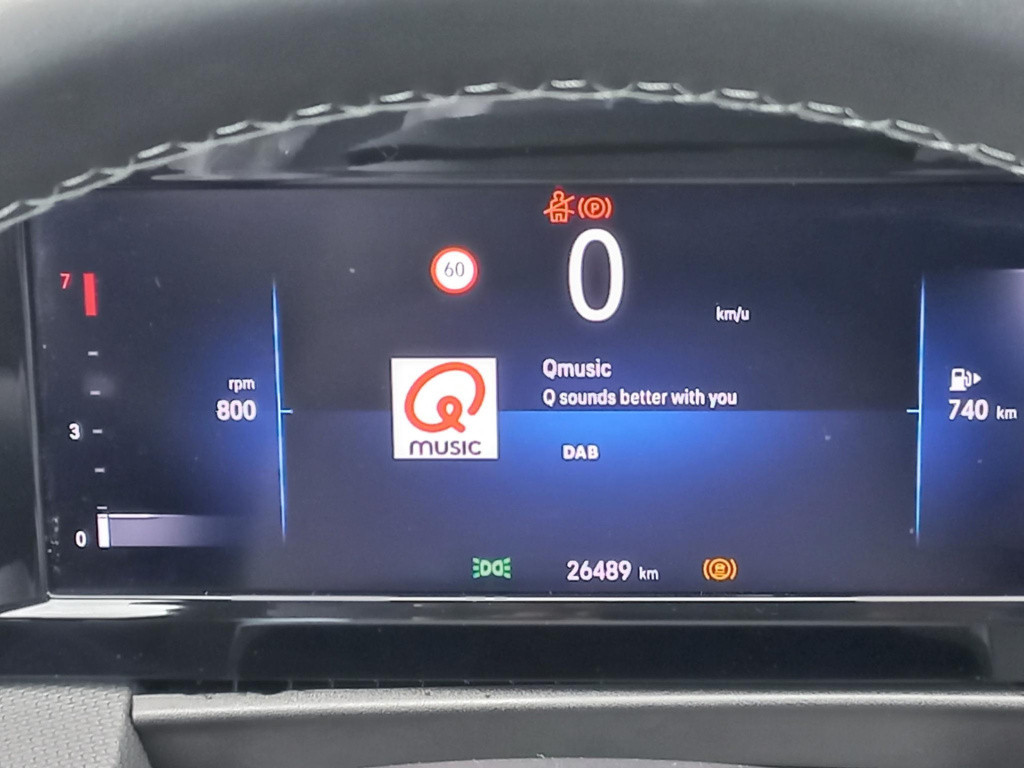 P
60
0
km/u
7
3
0
rpm
800
Q
MUSIC
Qmusic
Q sounds better with you
DAB
740 km
26489 km